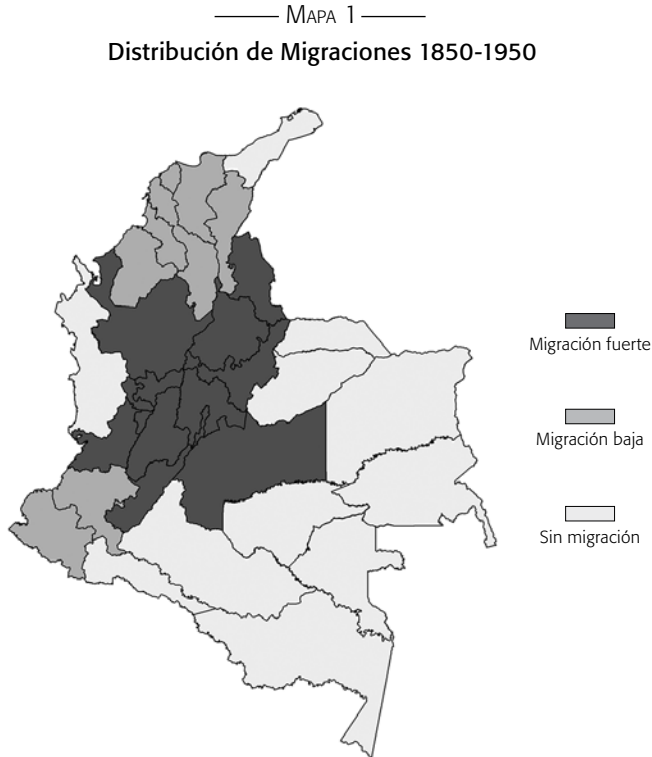 MAPA 1
Distribución de Migraciones 1850-1950
Migración fuerte
Migración baja
Sin migración